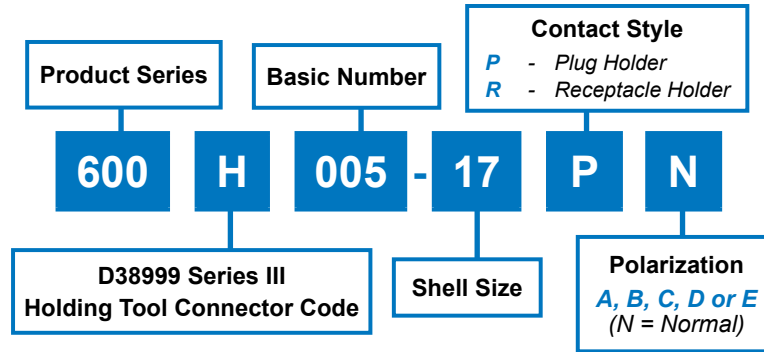 Contact Style
P - Plug Holder
R - Receptacle Holder
Product Series
Basic Number
600 H 005 - 17 P N
D38999 Series III
Holding Tool Connector Code
Shell Size
Polarization
A, B, C, D or E
(N = Normal)